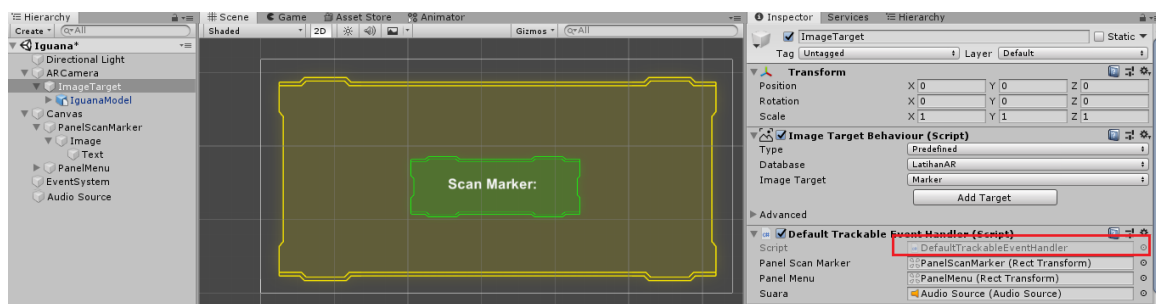 Hierarchy
Create
All
Iguana*
Directional Light
ARCamera
ImageTarget
IguanaModel
Canvas
PanelScanMarker
Image
Text
PanelMenu
EventSystem
Audio Source
Scene Game Asset Store Animator
Shaded 2D Gizmos All
Scan Marker:
Inspector Services Hierarchy
ImageTarget Static
Tag Untagged Layer Default
Transform
Position X 0 Y 0 Z 0
Rotation X 0 Y 0 Z 0
Scale X 1 Y 1 Z 1
Image Target Behaviour (Script)
Type Predefined
Database LatihanAR
Image Target Marker
Add Target
Advanced
Default Trackable Event Handler (Script)
Script DefaultTrackableEventHandler
Panel Scan Marker PanelScanMarker (Rect Transform)
Panel Menu PanelMenu (Rect Transform)
Suara Audio Source (Audio Source)